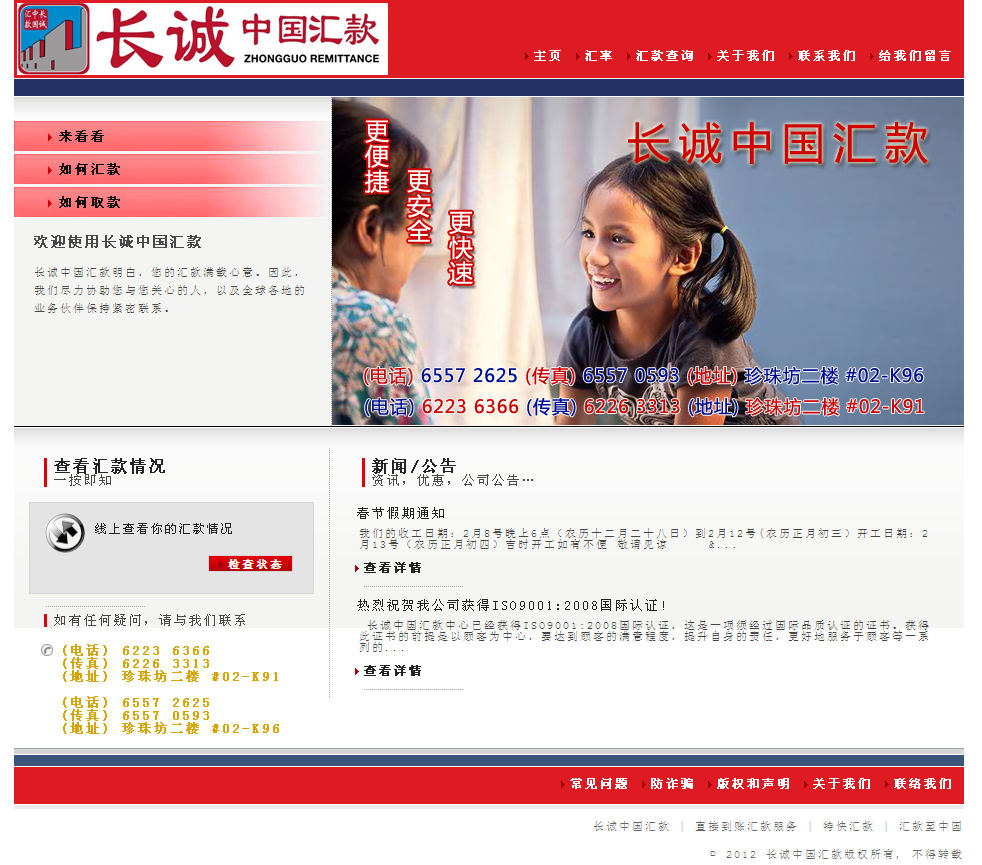 汇中长
款国诚
长诚中国汇款
ZHONGGUO REMITTANCE
主页 汇率 汇款查询 关于我们 联系我们 给我们留言
来看看
如何汇款
如何取款
欢迎使用长诚中国汇款
长诚中国汇款明白，您的汇款满载心意。因此，
我们尽力协助您与您关心的人，以及全球各地的
业务伙伴保持紧密联系。
更便捷
更安全
更快速
长诚中国汇款
(电话) 6557 2625 (传真) 6557 0593 (地址) 珍珠坊二楼 #02-K96
(电话) 6223 6366 (传真) 6226 3313 (地址) 珍珠坊二楼 #02-K91
查看汇款情况
一按即知
线上查看你的汇款情况
检查状态
如有任何疑问，请与我们联系
(电话) 6223 6366
(传真) 6226 3313
(地址) 珍珠坊二楼 #02-K91
(电话) 6557 2625
(传真) 6557 0593
(地址) 珍珠坊二楼 #02-K96
新闻/公告
资讯，优惠，公司公告…
春节假期通知
我们的收工日期：2月8号晚上6点（农历十二月二十八日）到2月12号(农历正月初三）开工日期：2
月13号（农历正月初四）吉时开工如有不便 敬请见谅 &...
查看详情
热烈祝贺我公司获得ISO9001:2008国际认证！
长诚中国汇款中心已经获得ISO9001:2008国际认证，这是一项须经过国际品质认证的证书。获得
此证书的前提是以顾客为中心，要达到顾客的满意程度，提升自身的责任，更好地服务于顾客等一系
列的...
查看详情
常见问题 防诈骗 版权和声明 关于我们 联络我们
长诚中国汇款 | 直接到账汇款服务 | 特快汇款 | 汇款至中国
© 2012 长诚中国汇款版权所有, 不得转载